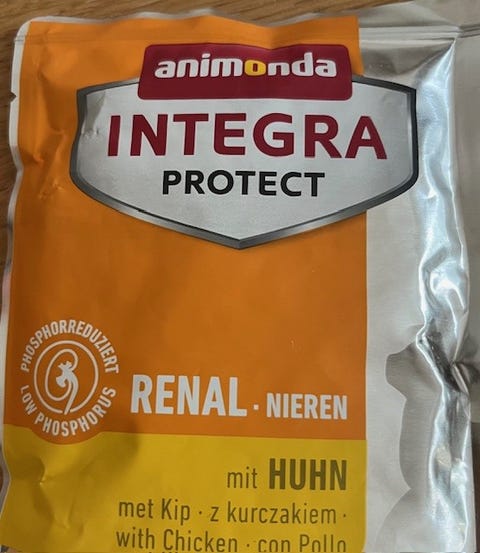 animonda
INTEGRA
PROTECT
PHOSPHORREDUZIERT
LOW PHOSPHORUS
RENAL · NIEREN
mit HUHN
met Kip · z kurczakiem ·
with Chicken · con Pollo